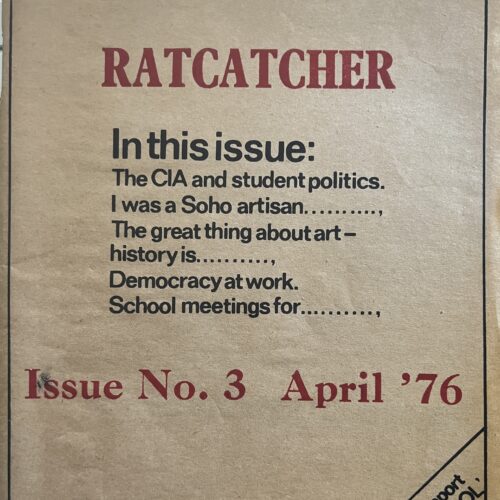 RATCATCHER
In this issue:
The CIA and student politics.
I was a Soho artisan..........,
The great thing about art –
history is..........,
Democracy at work.
School meetings for..........,
Issue No. 3 April ’76